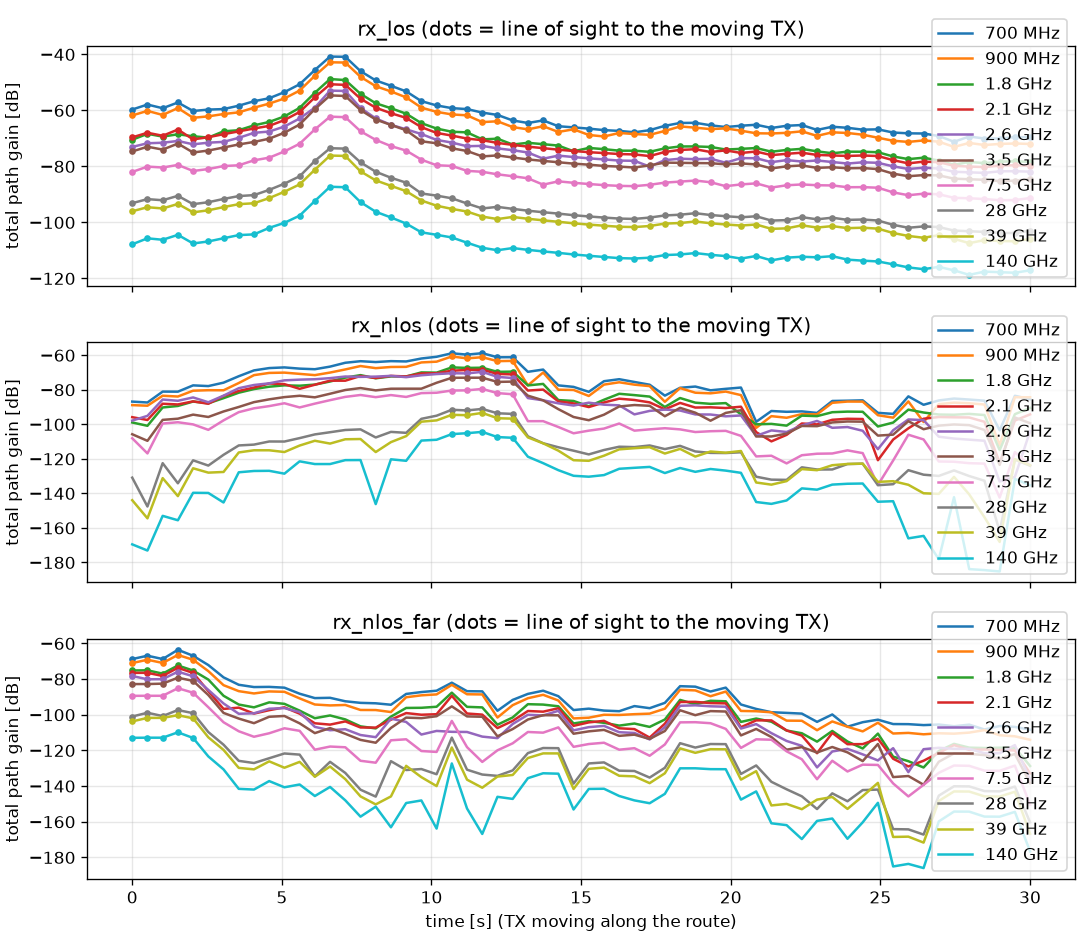 rx_los (dots = line of sight to the moving TX)
total path gain [dB]
−40
−60
−80
−100
−120
700 MHz
900 MHz
1.8 GHz
2.1 GHz
2.6 GHz
3.5 GHz
7.5 GHz
28 GHz
39 GHz
140 GHz
rx_nlos (dots = line of sight to the moving TX)
total path gain [dB]
−60
−80
−100
−120
−140
−160
−180
700 MHz
900 MHz
1.8 GHz
2.1 GHz
2.6 GHz
3.5 GHz
7.5 GHz
28 GHz
39 GHz
140 GHz
rx_nlos_far (dots = line of sight to the moving TX)
total path gain [dB]
−60
−80
−100
−120
−140
−160
−180
700 MHz
900 MHz
1.8 GHz
2.1 GHz
2.6 GHz
3.5 GHz
7.5 GHz
28 GHz
39 GHz
140 GHz
0 5 10 15 20 25 30
time [s] (TX moving along the route)